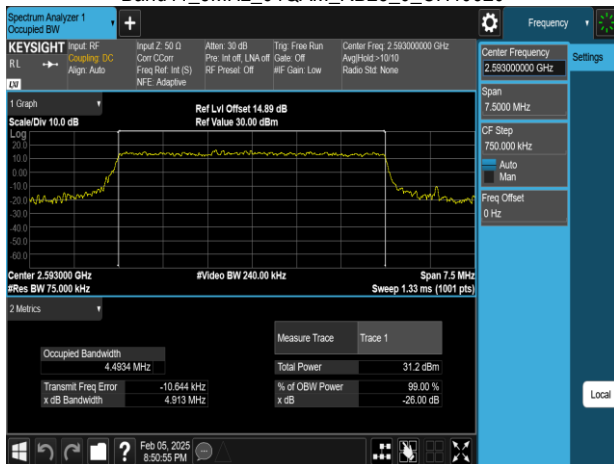 Spectrum Analyzer 1
Occupied BW
Frequency
KEYSIGHT
RL
LXI
Input: RF
Coupling: DC
Align: Auto
Input Z: 50 Ω
Corr CCorr
Freq Ref: Int (S)
NFE: Adaptive
Atten: 30 dB
Pre: Int off, LNA off
RF Presel: Off
Trig: Free Run
Gate: Off
#IF Gain: Low
Center Freq: 2.593000000 GHz
Avg|Hold:>10/10
Radio Std: None
1 Graph
Scale/Div 10.0 dB
Ref Lvl Offset 14.89 dB
Ref Value 30.00 dBm
Log
20.0
10.0
0.00
-10.0
-20.0
-30.0
-40.0
-50.0
-60.0
Center 2.593000 GHz
#Res BW 75.000 kHz
#Video BW 240.00 kHz
Span 7.5 MHz
Sweep 1.33 ms (1001 pts)
2 Metrics
Occupied Bandwidth
4.4934 MHz
Transmit Freq Error -10.644 kHz
x dB Bandwidth 4.913 MHz
Measure Trace Trace 1
Total Power 31.2 dBm
% of OBW Power 99.00 %
x dB -26.00 dB
Center Frequency
2.593000000 GHz
Settings
Span
7.5000 MHz
CF Step
750.000 kHz
Auto
Man
Freq Offset
0 Hz
Local
Feb 05, 2025
8:50:55 PM